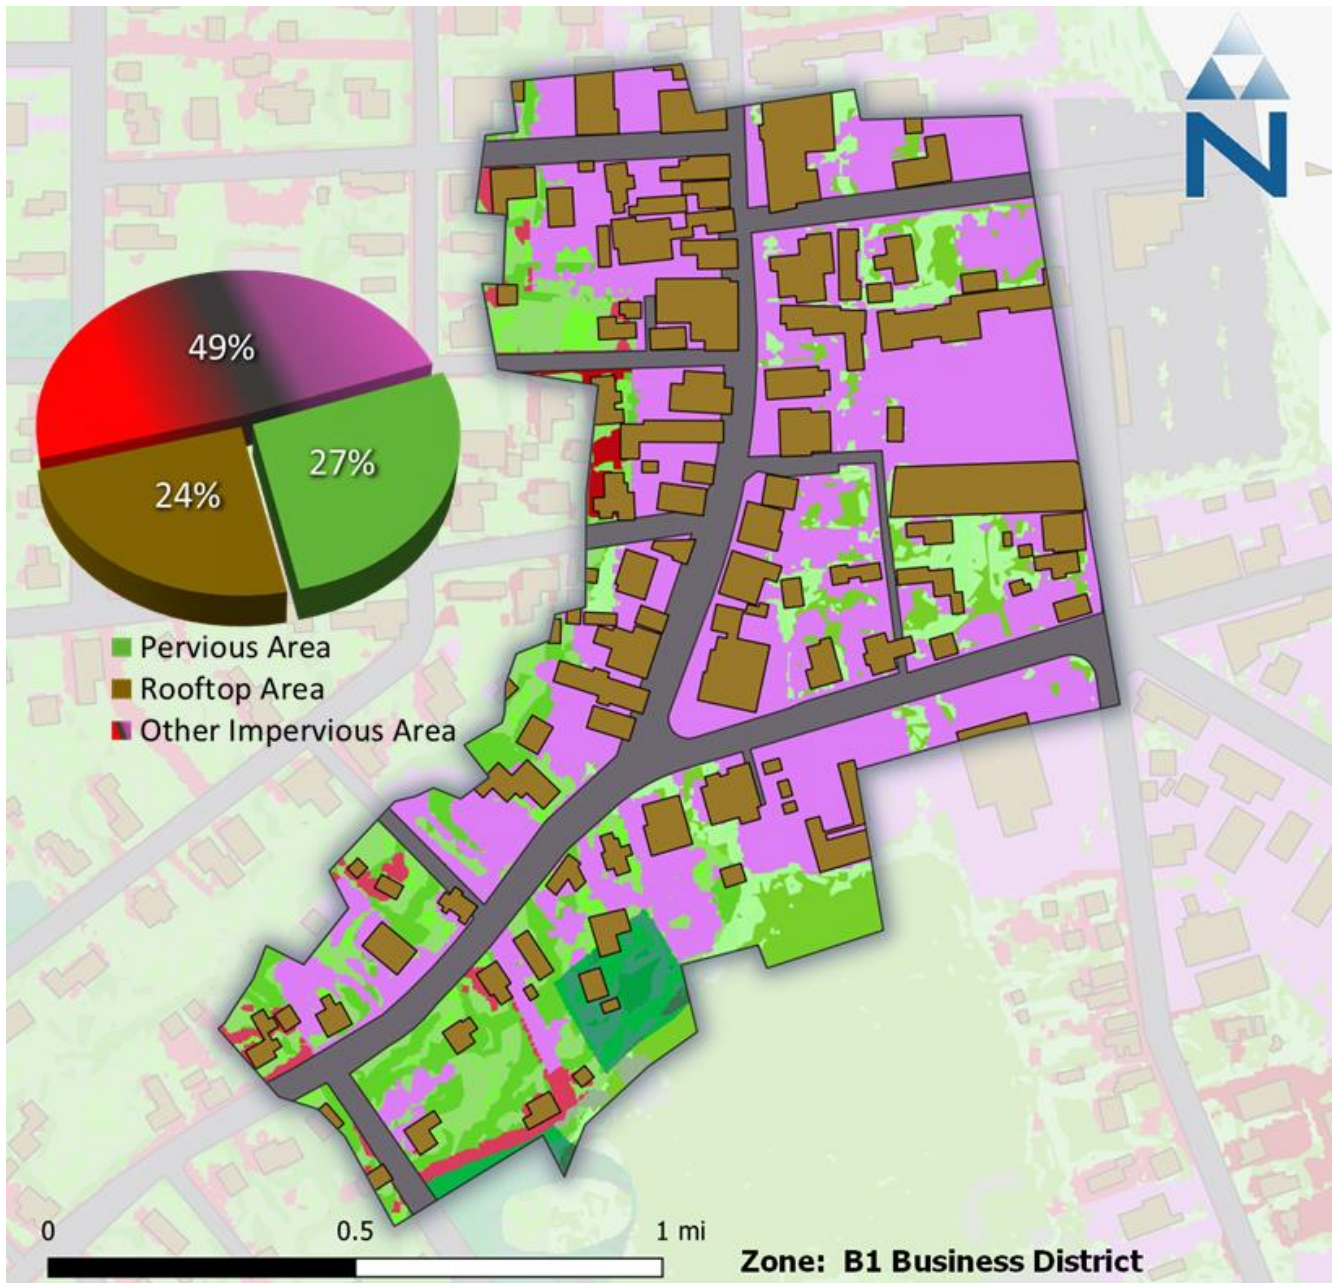 N
49%
27%
24%
Pervious Area
Rooftop Area
Other Impervious Area
0 0.5 1 mi
Zone: B1 Business District